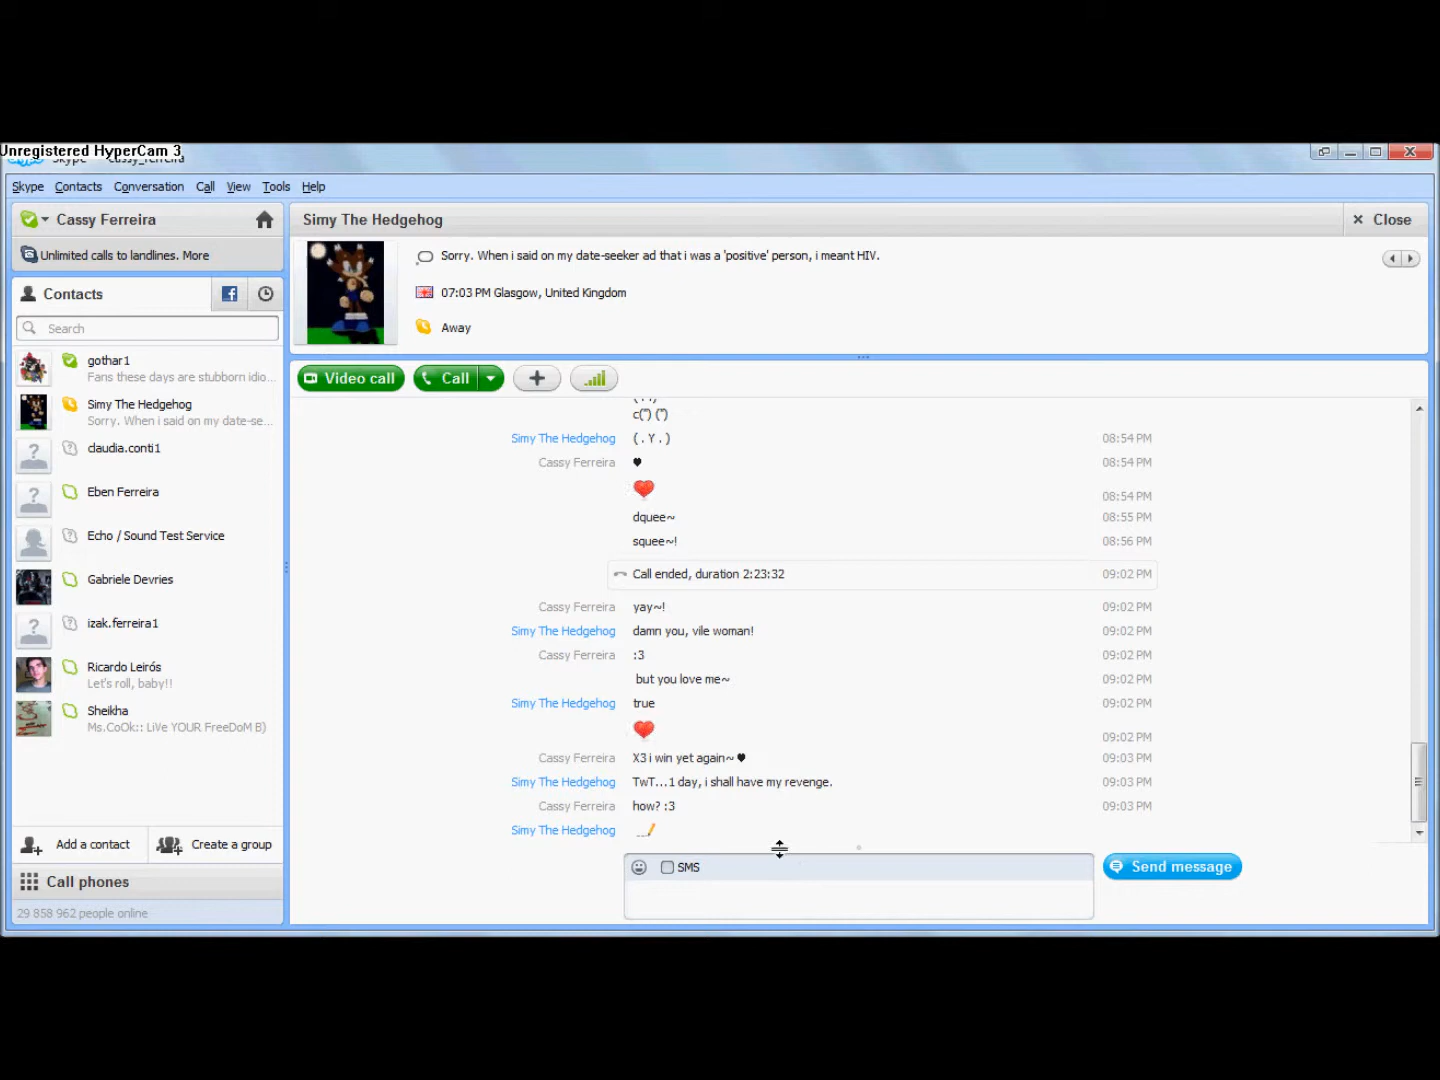 Unregistered HyperCam 3
Skype cassy_ferreira
Skype Contacts Conversation Call View Tools Help
Cassy Ferreira
Unlimited calls to landlines. More
Contacts
Search
gothar1
Fans these days are stubborn idio...
Simy The Hedgehog
Sorry. When i said on my date-se...
claudia.conti1
Eben Ferreira
Echo / Sound Test Service
Gabriele Devries
izak.ferreira1
Ricardo Leirós
Let's roll, baby!!
Sheikha
Ms.CoOk:: LiVe YOUR FreeDoM B)
Add a contact
Create a group
Call phones
29 858 962 people online
Simy The Hedgehog
× Close
Sorry. When i said on my date-seeker ad that i was a 'positive' person, i meant HIV.
07:03 PM Glasgow, United Kingdom
Away
Video call
Call
c(") (")
Simy The Hedgehog ( . Y . ) 08:54 PM
Cassy Ferreira ♥ 08:54 PM
08:54 PM
dquee~ 08:55 PM
squee~! 08:56 PM
Call ended, duration 2:23:32 09:02 PM
Cassy Ferreira yay~! 09:02 PM
Simy The Hedgehog damn you, vile woman! 09:02 PM
Cassy Ferreira :3 09:02 PM
but you love me~ 09:02 PM
Simy The Hedgehog true 09:02 PM
09:02 PM
Cassy Ferreira X3 i win yet again~ ♥ 09:03 PM
Simy The Hedgehog TwT...1 day, i shall have my revenge. 09:03 PM
Cassy Ferreira how? :3 09:03 PM
Simy The Hedgehog
SMS
Send message